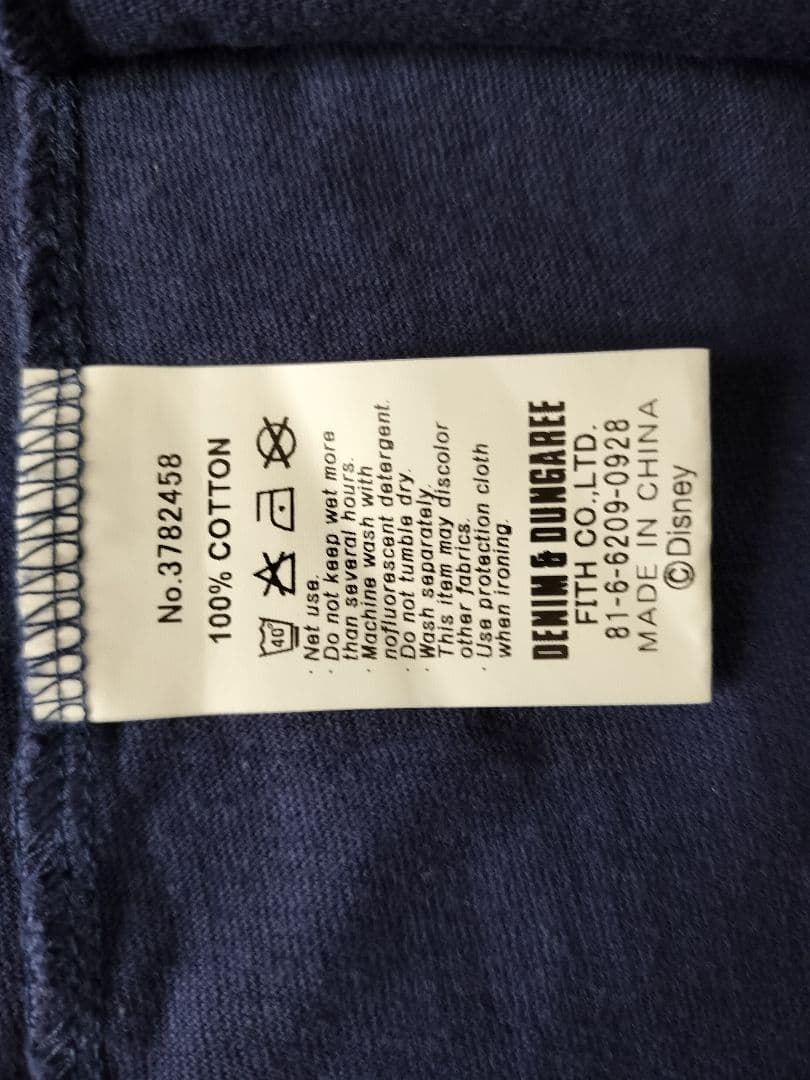 No.3782458
100% COTTON
40
· Net use.
· Do not keep wet more
than several hours.
· Machine wash with
nofluorescent detergent.
· Do not tumble dry.
· Wash separately.
This item may discolor
other fabrics.
· Use protection cloth
when ironing.
DENIM & DUNGAREE
FITH CO.,LTD.
81-6-6209-0928
MADE IN CHINA
©Disney